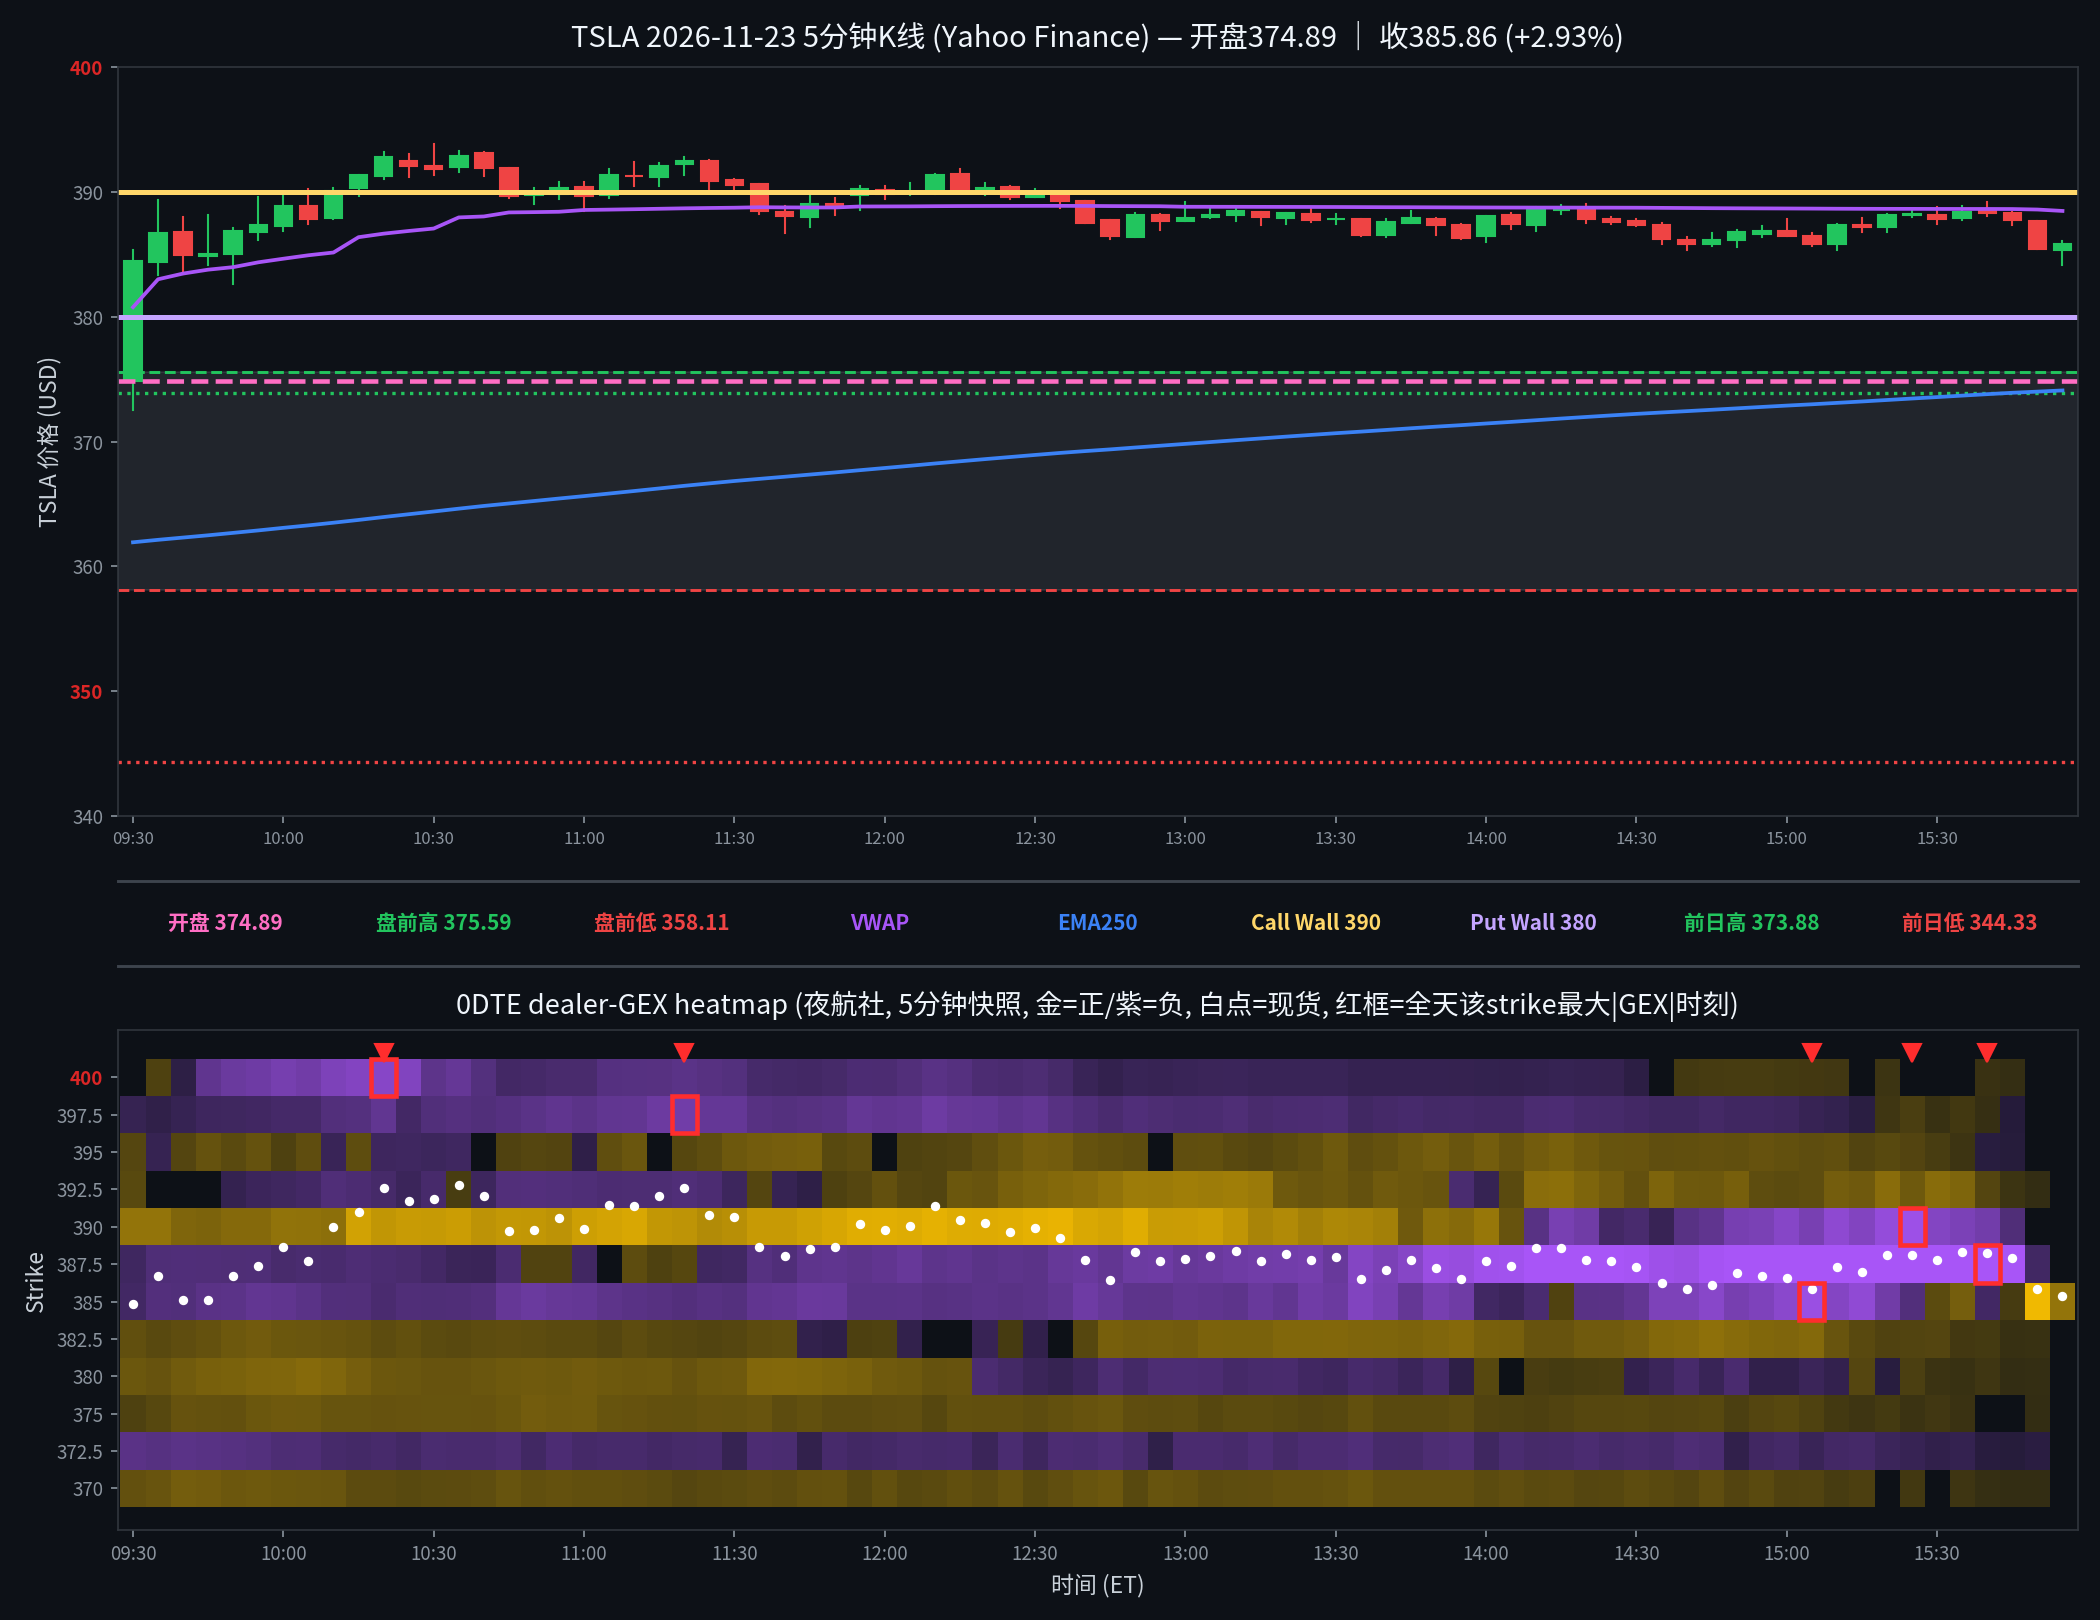 TSLA 2026-11-23 5分钟K线 (Yahoo Finance) — 开盘374.89 │ 收385.86 (+2.93%)
TSLA 价格 (USD)
400
390
380
370
360
350
340
09:30 10:00 10:30 11:00 11:30 12:00 12:30 13:00 13:30 14:00 14:30 15:00 15:30
开盘 374.89 盘前高 375.59 盘前低 358.11 VWAP EMA250 Call Wall 390 Put Wall 380 前日高 373.88 前日低 344.33
0DTE dealer-GEX heatmap (夜航社, 5分钟快照, 金=正/紫=负, 白点=现货, 红框=全天该strike最大|GEX|时刻)
Strike
400
397.5
395
392.5
390
387.5
385
382.5
380
375
372.5
370
09:30 10:00 10:30 11:00 11:30 12:00 12:30 13:00 13:30 14:00 14:30 15:00 15:30
时间 (ET)